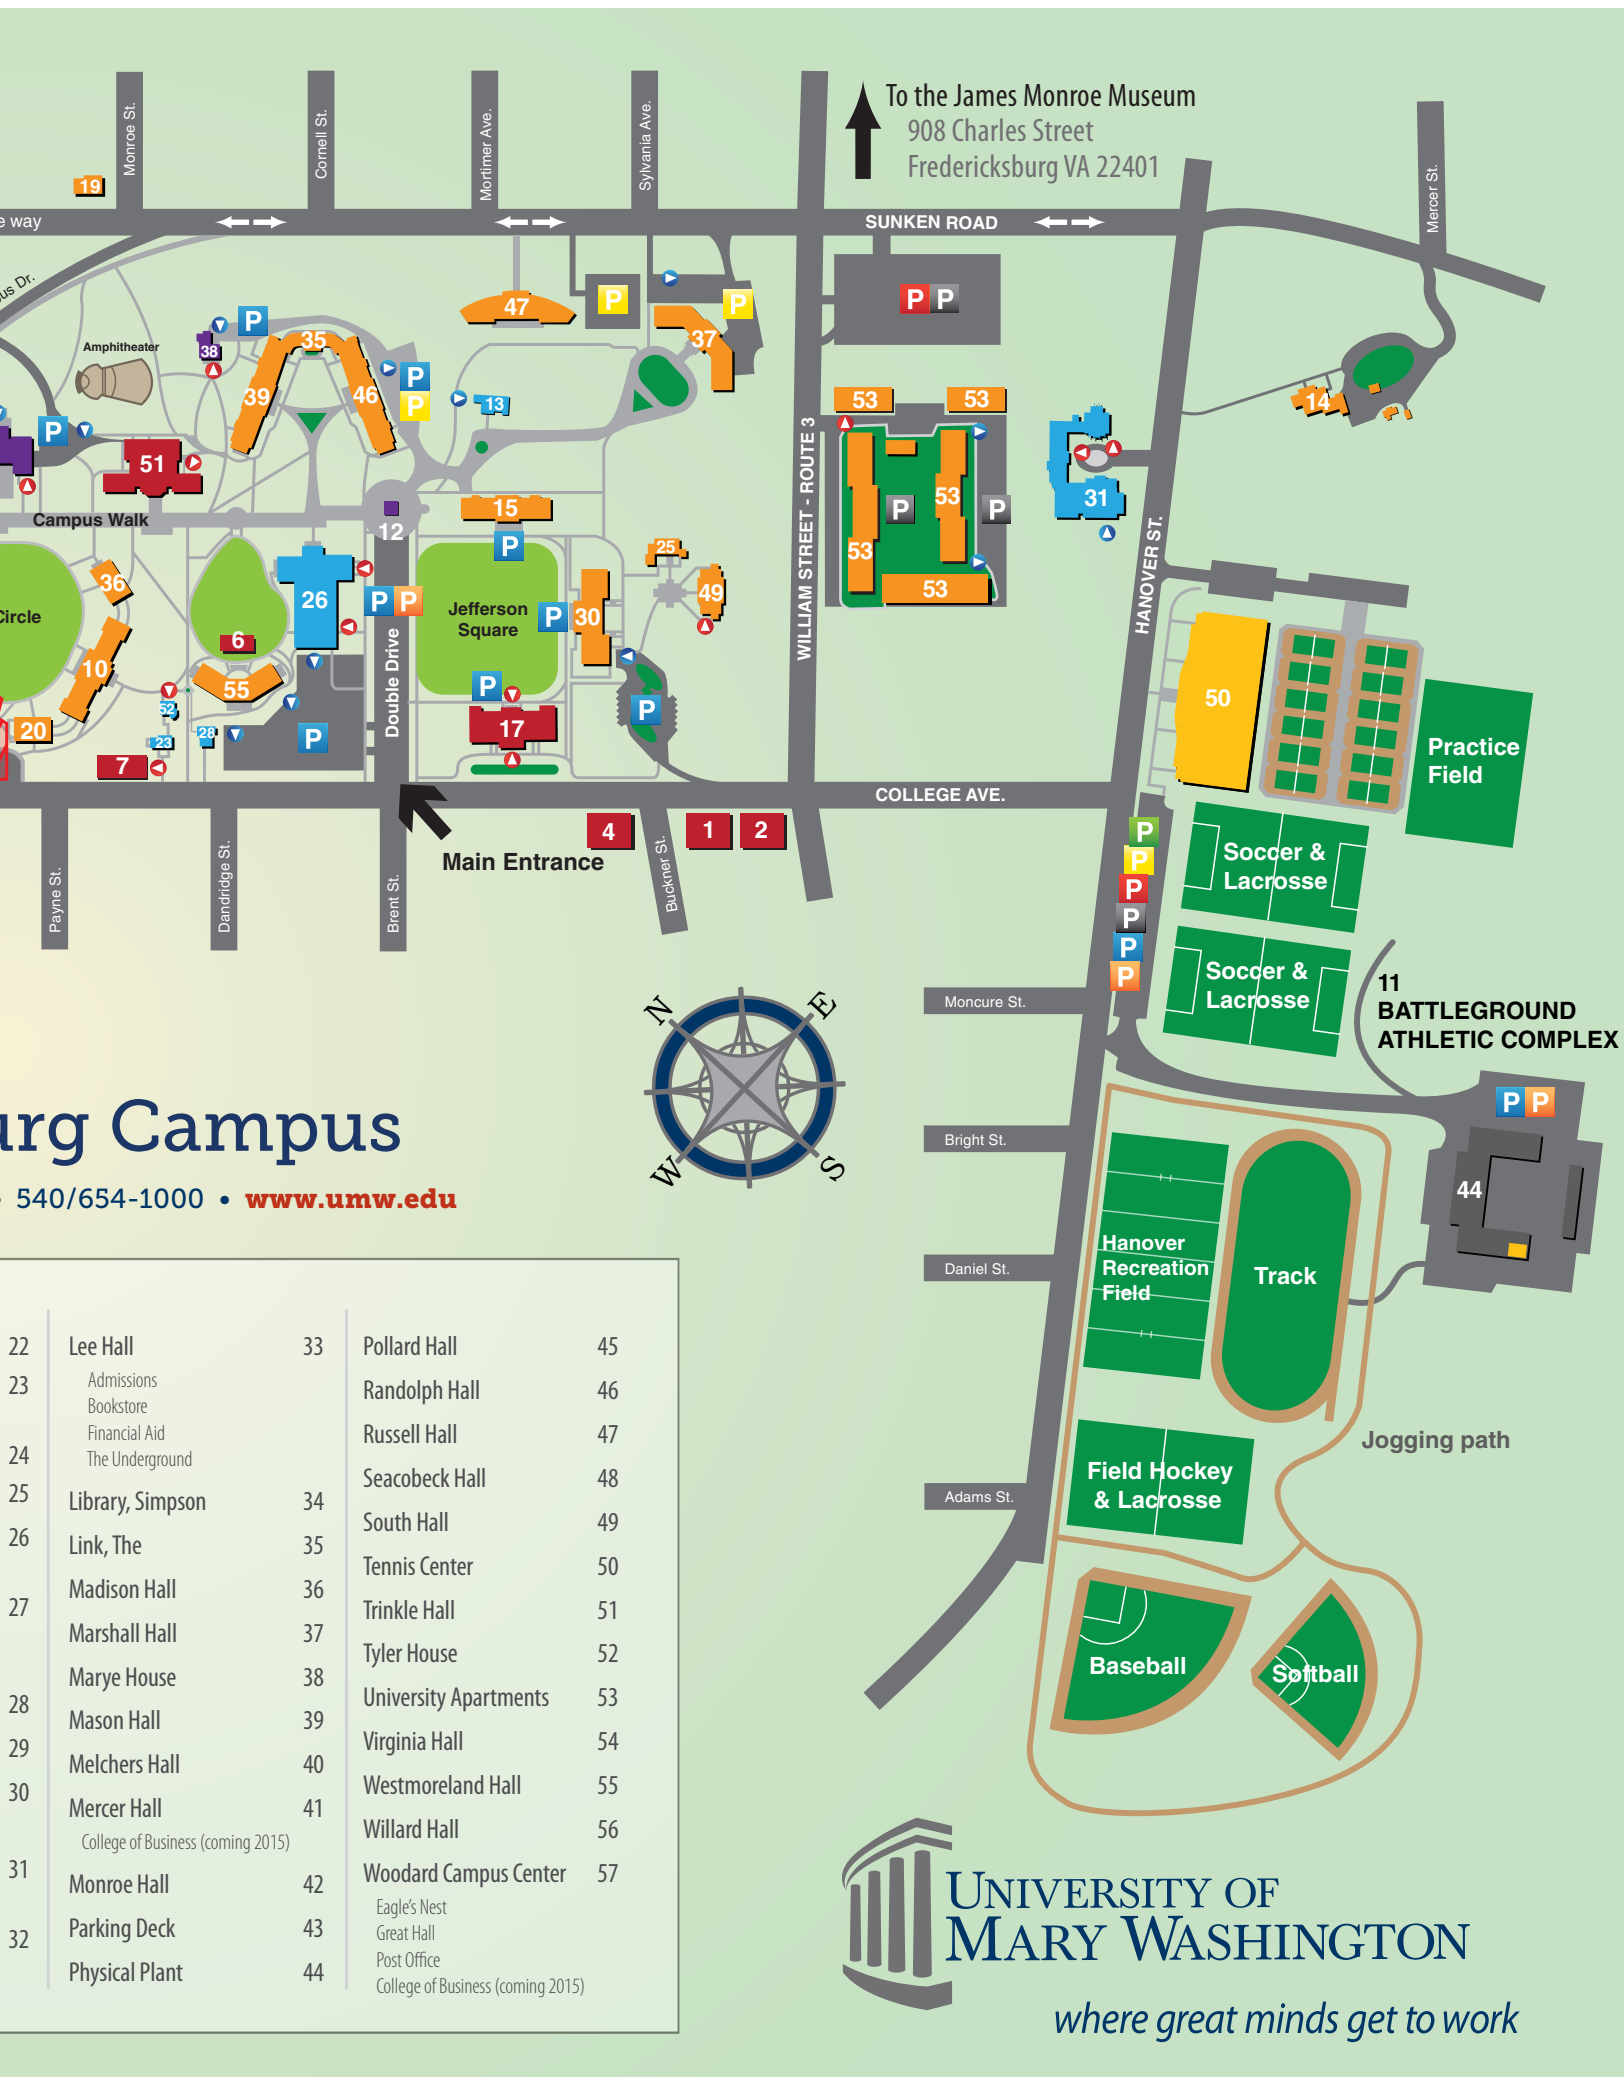 To the James Monroe Museum
908 Charles Street
Fredericksburg VA 22401
Monroe St.
Cornell St.
Mortimer Ave.
Sylvania Ave.
Mercer St.
19
way
SUNKEN ROAD
Dr.
47
P
P
P P
P
38
35
37
Amphitheater
39
46
P
P
13
53
53
14
P
51
31
WILLIAM STREET - ROUTE 3
HANOVER ST.
53
P
P
Campus Walk
12
15
P
25
53
53
36
26
P P
Jefferson
Square
P
30
49
Circle
6
10
55
Double Drive
P
P
50
52
20
23
28
P
17
7
Practice
Field
COLLEGE AVE.
4
1
2
Main Entrance
Payne St.
Dandridge St.
Brent St.
Buckner St.
P
P
P
P
P
P
Soccer &
Lacrosse
Soccer &
Lacrosse
11
BATTLEGROUND
ATHLETIC COMPLEX
Moncure St.
N
E
W
S
P P
Bright St.
44
Hanover
Recreation
Field
Track
Daniel St.
Jogging path
Adams St.
Field Hockey
& Lacrosse
Baseball
Softball
urg Campus
• 540/654-1000 • www.umw.edu
22
23
24
25
26
27
28
29
30
31
32
Lee Hall 33
Admissions
Bookstore
Financial Aid
The Underground
Library, Simpson 34
Link, The 35
Madison Hall 36
Marshall Hall 37
Marye House 38
Mason Hall 39
Melchers Hall 40
Mercer Hall 41
College of Business (coming 2015)
Monroe Hall 42
Parking Deck 43
Physical Plant 44
Pollard Hall 45
Randolph Hall 46
Russell Hall 47
Seacobeck Hall 48
South Hall 49
Tennis Center 50
Trinkle Hall 51
Tyler House 52
University Apartments 53
Virginia Hall 54
Westmoreland Hall 55
Willard Hall 56
Woodard Campus Center 57
Eagle's Nest
Great Hall
Post Office
College of Business (coming 2015)
UNIVERSITY OF
MARY WASHINGTON
where great minds get to work